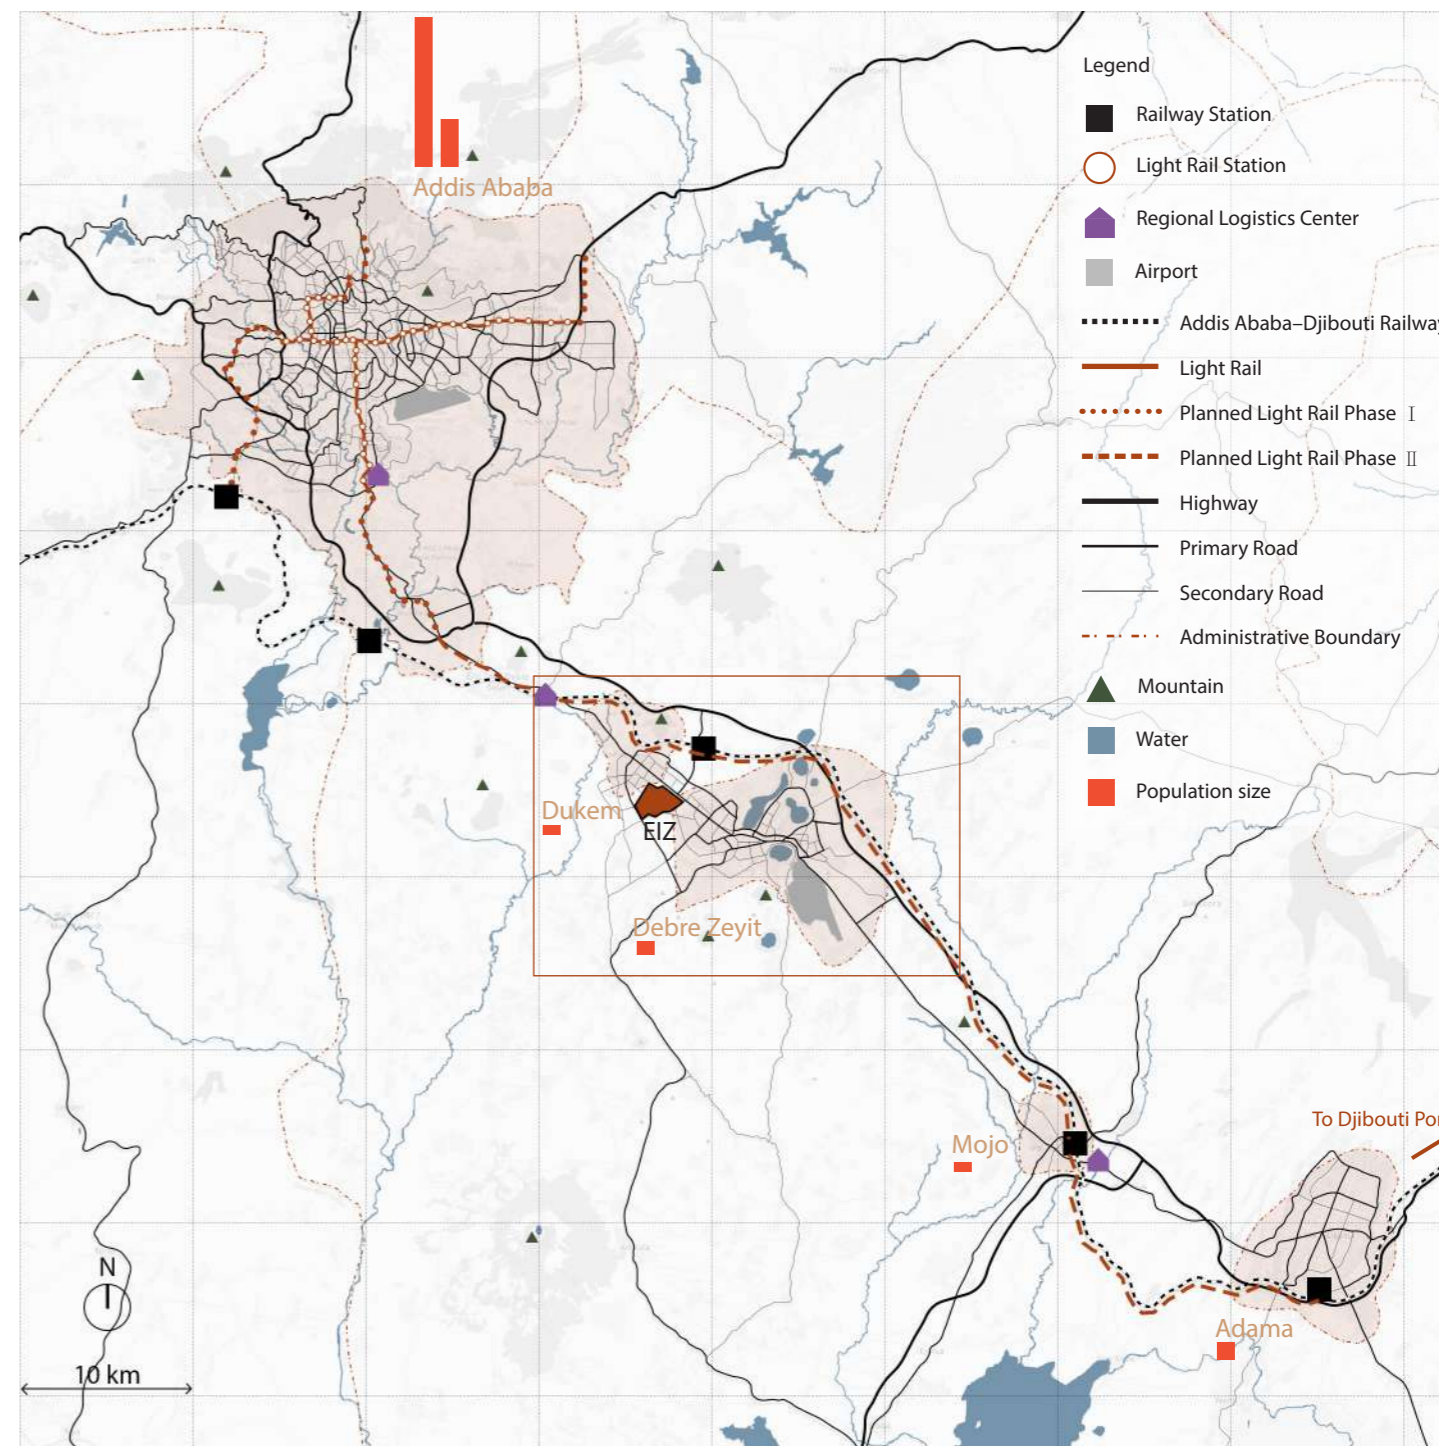 Legend
Railway Station
Light Rail Station
Regional Logistics Center
Airport
Addis Ababa–Djibouti Railway
Light Rail
Planned Light Rail Phase Ⅰ
Planned Light Rail Phase Ⅱ
Highway
Primary Road
Secondary Road
Administrative Boundary
Mountain
Water
Population size
Addis Ababa
Dukem
EIZ
Debre Zeyit
Mojo
To Djibouti Por
Adama
N
10 km